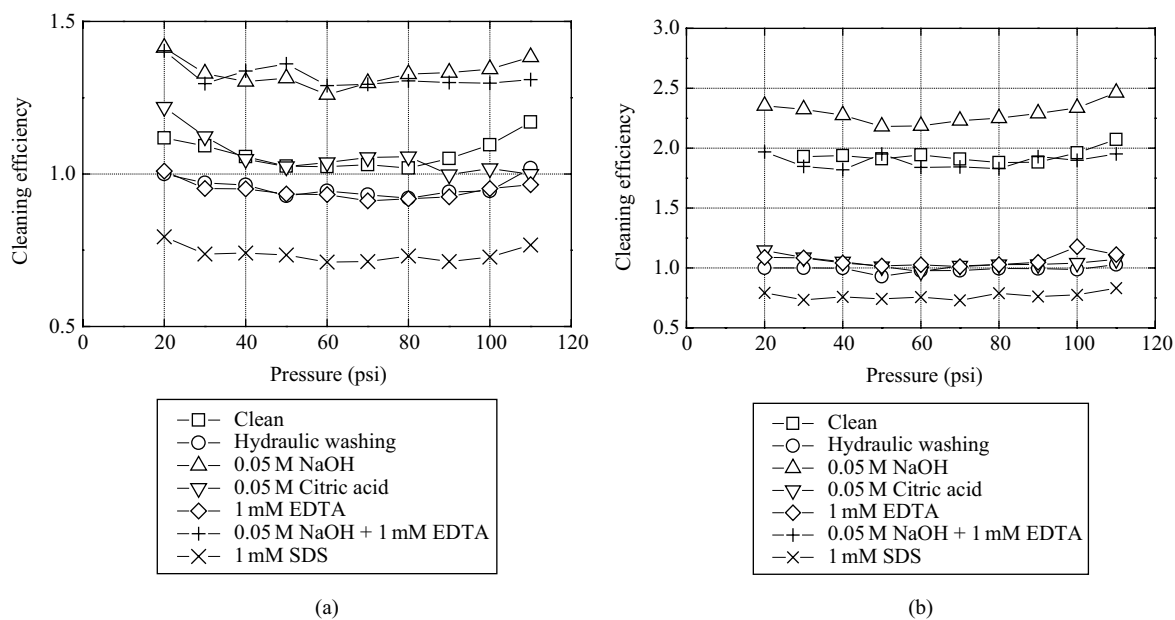 1.5
1.0
0.5
Cleaning efficiency
0 20 40 60 80 100 120
Pressure (psi)
Clean
Hydraulic washing
0.05 M NaOH
0.05 M Citric acid
1 mM EDTA
0.05 M NaOH + 1 mM EDTA
1 mM SDS
(a)
3.0
2.5
2.0
1.5
1.0
0.5
Cleaning efficiency
0 20 40 60 80 100 120
Pressure (psi)
Clean
Hydraulic washing
0.05 M NaOH
0.05 M Citric acid
1 mM EDTA
0.05 M NaOH + 1 mM EDTA
1 mM SDS
(b)